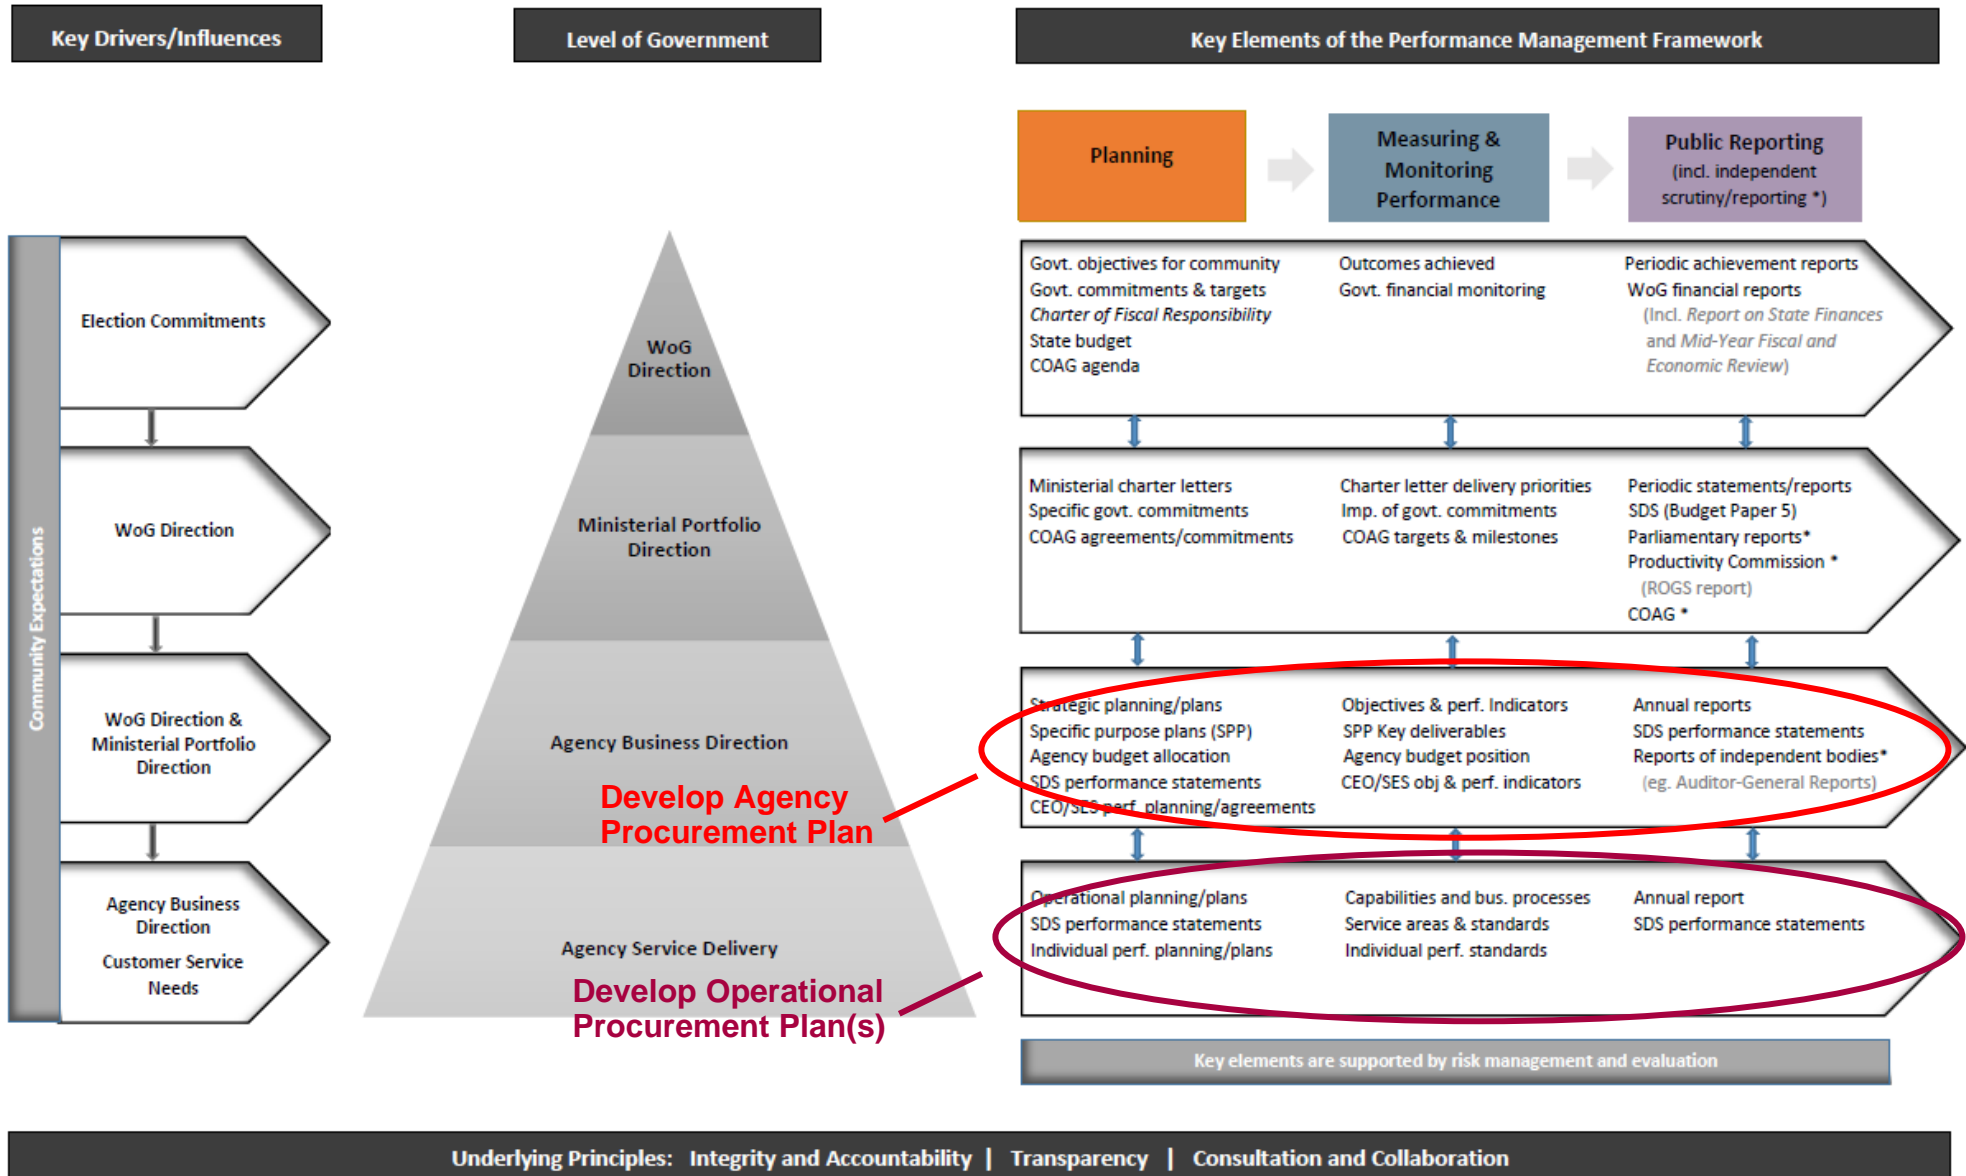 Key Drivers/Influences
Level of Government
Key Elements of the Performance Management Framework
Planning
Measuring &
Monitoring
Performance
Public Reporting
(incl. independent
scrutiny/reporting *)
Community Expectations
Election Commitments
WoG Direction
WoG Direction &
Ministerial Portfolio
Direction
Agency Business
Direction
Customer Service
Needs
WoG
Direction
Ministerial Portfolio
Direction
Agency Business Direction
Develop Agency
Procurement Plan
Agency Service Delivery
Develop Operational
Procurement Plan(s)
Govt. objectives for community
Govt. commitments & targets
Charter of Fiscal Responsibility
State budget
COAG agenda
Outcomes achieved
Govt. financial monitoring
Periodic achievement reports
WoG financial reports
(Incl. Report on State Finances
and Mid-Year Fiscal and
Economic Review)
Ministerial charter letters
Specific govt. commitments
COAG agreements/commitments
Charter letter delivery priorities
Imp. of govt. commitments
COAG targets & milestones
Periodic statements/reports
SDS (Budget Paper 5)
Parliamentary reports*
Productivity Commission *
(ROGS report)
COAG *
Strategic planning/plans
Specific purpose plans (SPP)
Agency budget allocation
SDS performance statements
CEO/SES perf. planning/agreements
Objectives & perf. Indicators
SPP Key deliverables
Agency budget position
CEO/SES obj & perf. indicators
Annual reports
SDS performance statements
Reports of independent bodies*
(eg. Auditor-General Reports)
Operational planning/plans
SDS performance statements
Individual perf. planning/plans
Capabilities and bus. processes
Service areas & standards
Individual perf. standards
Annual report
SDS performance statements
Key elements are supported by risk management and evaluation
Underlying Principles: Integrity and Accountability | Transparency | Consultation and Collaboration